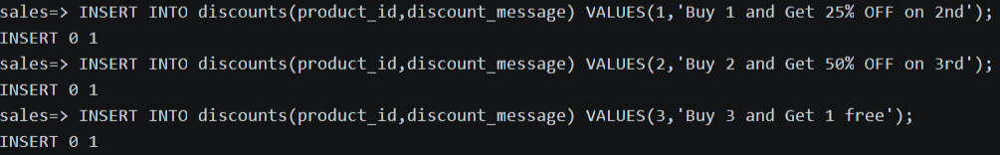 sales=> INSERT INTO discounts(product_id,discount_message) VALUES(1,'Buy 1 and Get 25% OFF on 2nd');
INSERT 0 1
sales=> INSERT INTO discounts(product_id,discount_message) VALUES(2,'Buy 2 and Get 50% OFF on 3rd');
INSERT 0 1
sales=> INSERT INTO discounts(product_id,discount_message) VALUES(3,'Buy 3 and Get 1 free');
INSERT 0 1